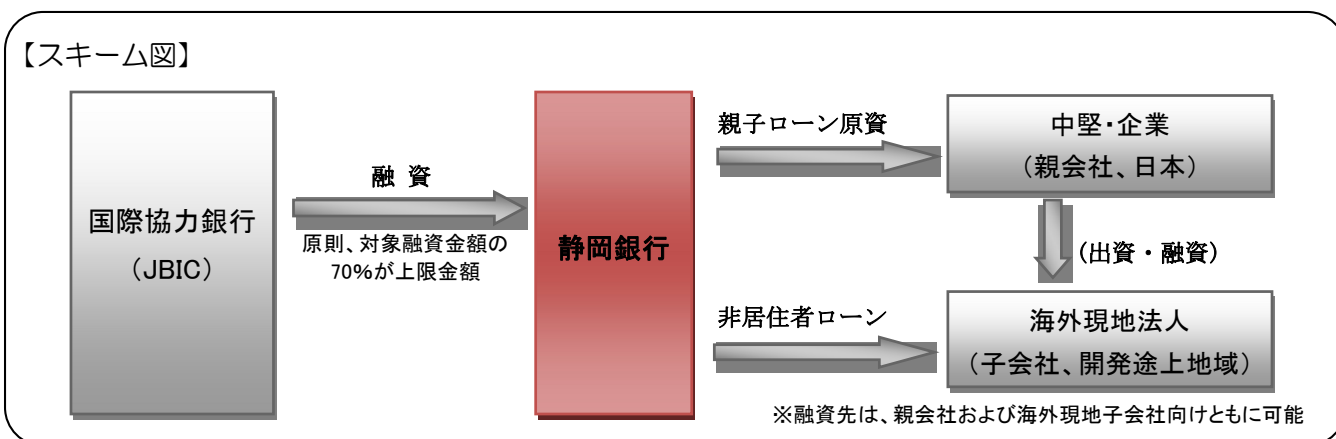 【スキーム図】
国際協力銀行
（JBIC）
融 資
原則、対象融資金額の
70％が上限金額
静岡銀行
親子ローン原資
中堅・企業
（親会社、日本）
(出資・融資)
非居住者ローン
海外現地法人
（子会社、開発途上地域）
※融資先は、親会社および海外現地子会社向けともに可能